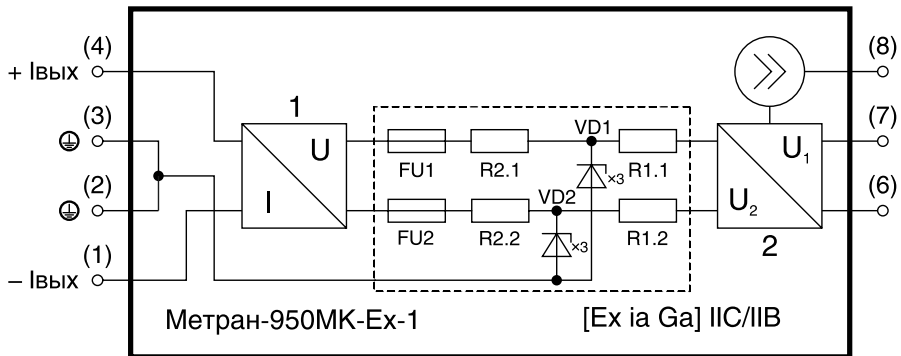 (4)
+ Iвых
(3)
(2)
(1)
– Iвых
1
U
I
FU1
R2.1
VD1
×3
R1.1
FU2
R2.2
VD2
×3
R1.2
U1
U2
2
(8)
(7)
(6)
Метран-950МК-Ех-1
[Ex ia Ga] IIC/IIB